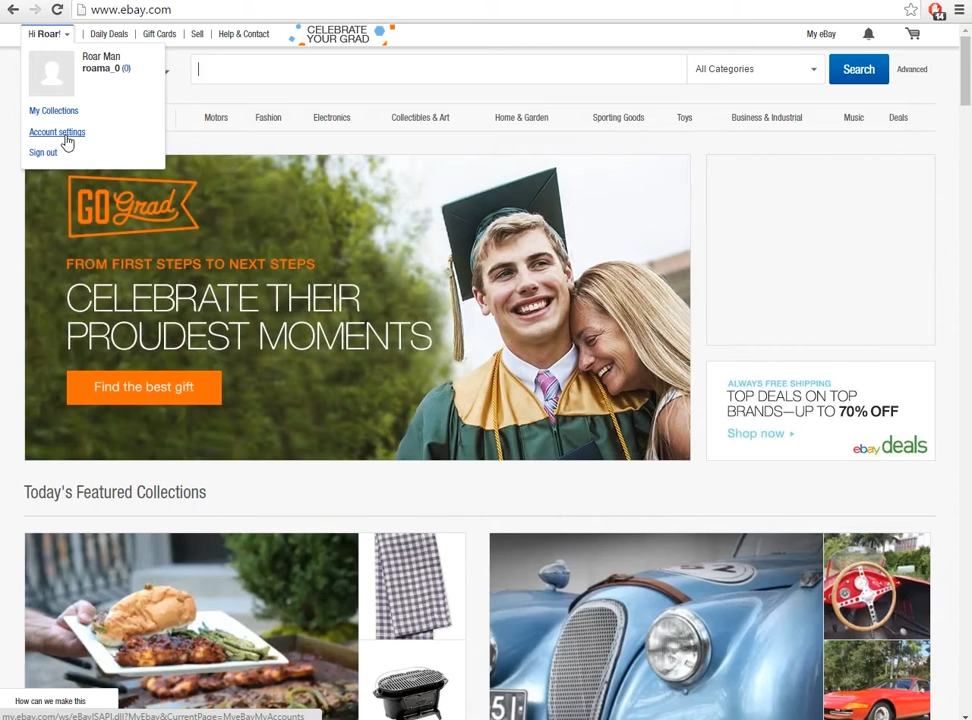 www.ebay.com
14
Hi Roar!
Daily Deals
Gift Cards
Sell
Help & Contact
CELEBRATE
YOUR GRAD
My eBay
Roar Man
roama_0 (0)
My Collections
Account settings
Sign out
All Categories
Search
Advanced
Motors
Fashion
Electronics
Collectibles & Art
Home & Garden
Sporting Goods
Toys
Business & Industrial
Music
Deals
GO Grad
FROM FIRST STEPS TO NEXT STEPS
CELEBRATE THEIR
PROUDEST MOMENTS
Find the best gift
ALWAYS FREE SHIPPING
TOP DEALS ON TOP
BRANDS—UP TO 70% OFF
Shop now
ebay deals
Today's Featured Collections
51
How can we make this
my.ebay.com/ws/eBayISAPI.dll?MyEbay&CurrentPage=MyeBayMyAccounts